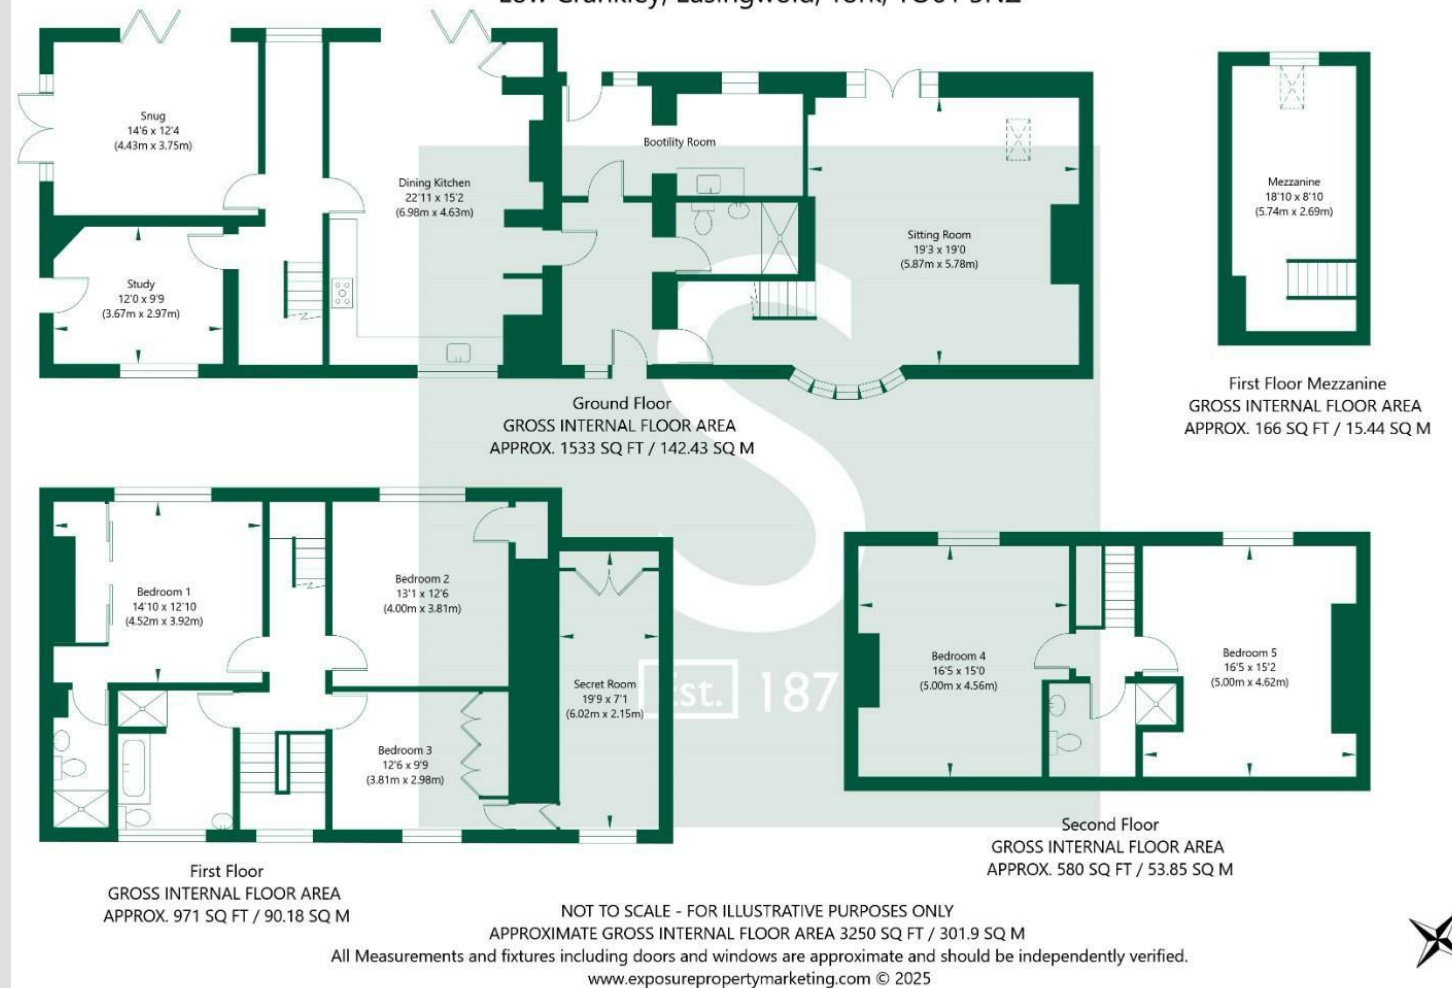 Low Crankley, Easingwold, York, YO61 3NZ
Snug
14'6 x 12'4
(4.43m x 3.75m)
Study
12'0 x 9'9
(3.67m x 2.97m)
Dining Kitchen
22'11 x 15'2
(6.98m x 4.63m)
Bootility Room
Sitting Room
19'3 x 19'0
(5.87m x 5.78m)
Ground Floor
GROSS INTERNAL FLOOR AREA
APPROX. 1533 SQ FT / 142.43 SQ M
Mezzanine
18'10 x 8'10
(5.74m x 2.69m)
First Floor Mezzanine
GROSS INTERNAL FLOOR AREA
APPROX. 166 SQ FT / 15.44 SQ M
Bedroom 1
14'10 x 12'10
(4.52m x 3.92m)
Bedroom 2
13'1 x 12'6
(4.00m x 3.81m)
Bedroom 3
12'6 x 9'9
(3.81m x 2.98m)
Secret Room
19'9 x 7'1
(6.02m x 2.15m)
S
Est. 187
First Floor
GROSS INTERNAL FLOOR AREA
APPROX. 971 SQ FT / 90.18 SQ M
Bedroom 4
16'5 x 15'0
(5.00m x 4.56m)
Bedroom 5
16'5 x 15'2
(5.00m x 4.62m)
Second Floor
GROSS INTERNAL FLOOR AREA
APPROX. 580 SQ FT / 53.85 SQ M
NOT TO SCALE - FOR ILLUSTRATIVE PURPOSES ONLY
APPROXIMATE GROSS INTERNAL FLOOR AREA 3250 SQ FT / 301.9 SQ M
All Measurements and fixtures including doors and windows are approximate and should be independently verified.
www.exposurepropertymarketing.com © 2025